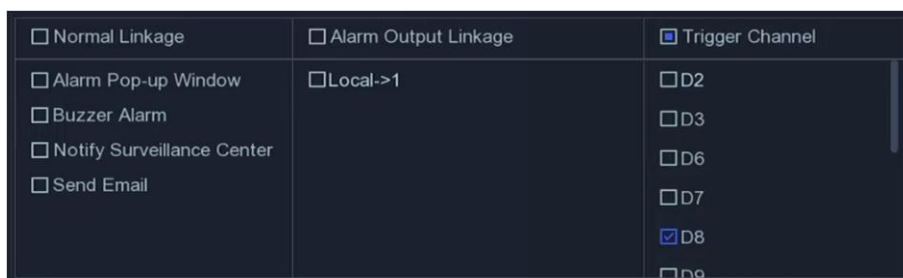 Normal Linkage
Alarm Output Linkage
Trigger Channel
Alarm Pop-up Window
Buzzer Alarm
Notify Surveillance Center
Send Email
Local->1
D2
D3
D6
D7
D8
D9